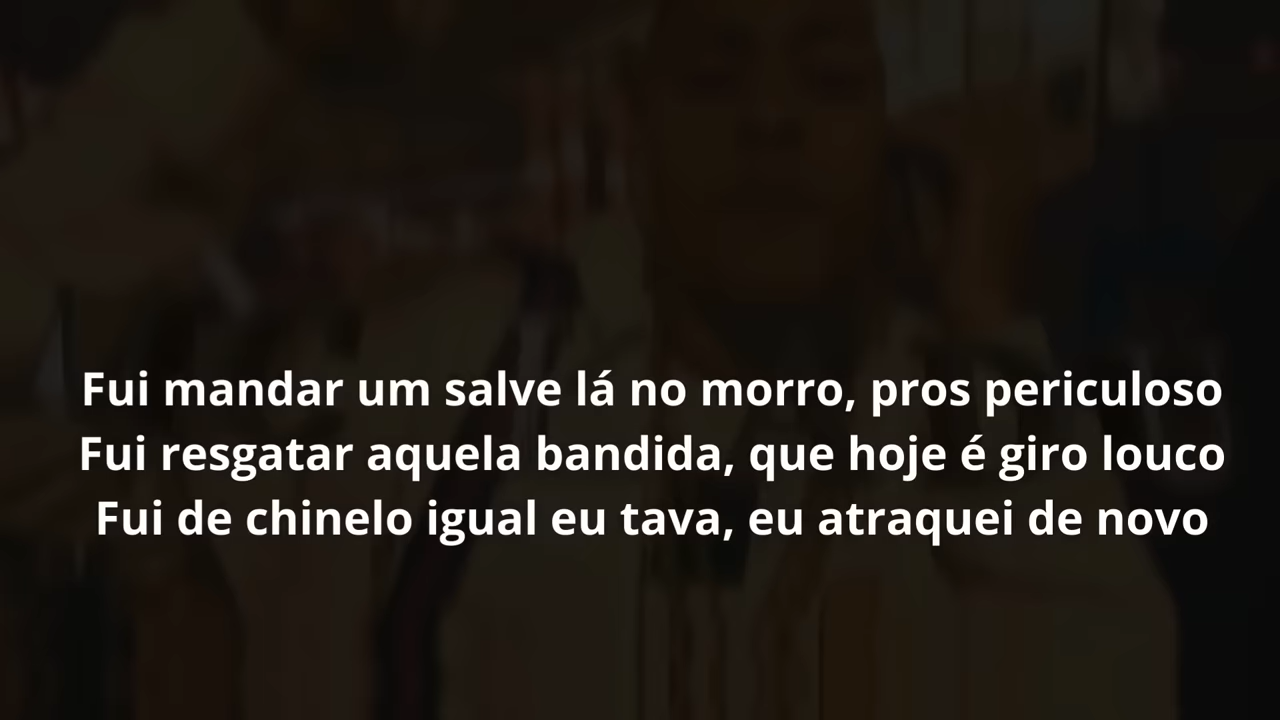 Fui mandar um salve lá no morro, pros periculoso
Fui resgatar aquela bandida, que hoje é giro louco
Fui de chinelo igual eu tava, eu atraquei de novo